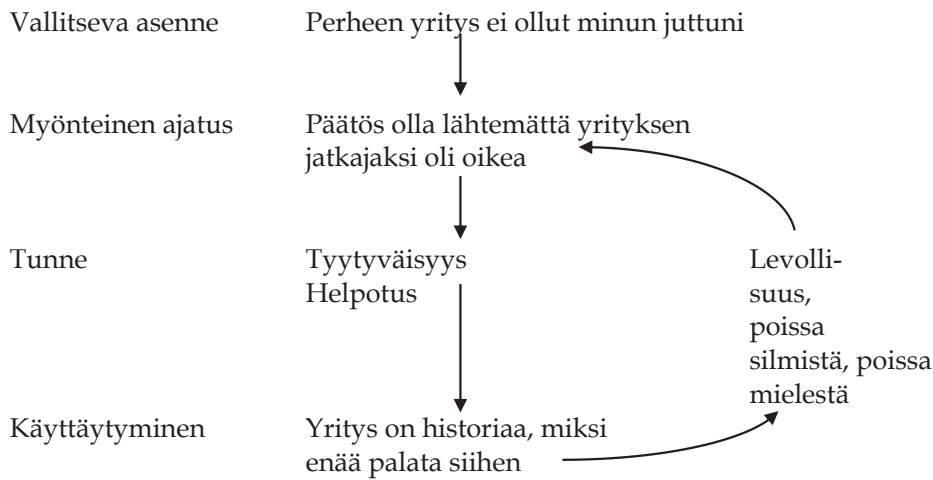 Vallitseva asenne Perheen yritys ei ollut minun juttuni
Myönteinen ajatus Päätös olla lähtemättä yrityksen
jatkajaksi oli oikea
Tunne Tyytyväisyys
Helpotus
Levolli-
suus,
poissa
silmistä, poissa
mielestä
Käyttäytyminen Yritys on historiaa, miksi
enää palata siihen